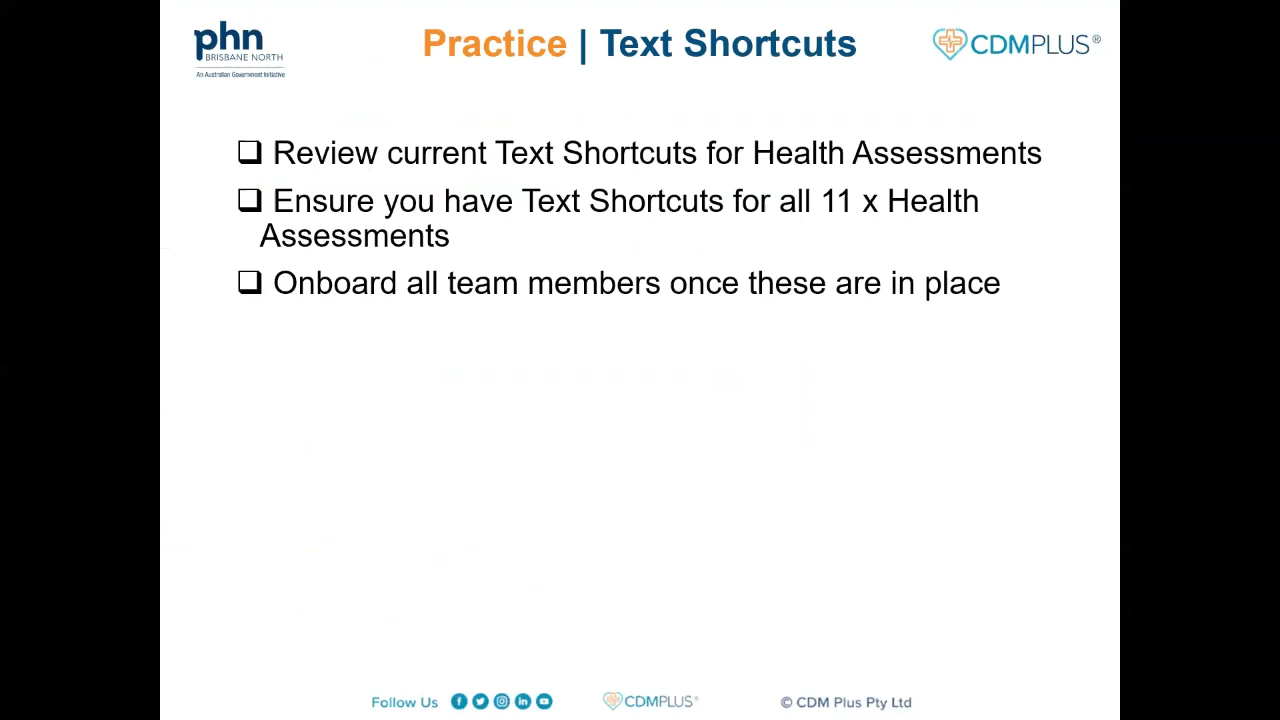 phn
BRISBANE NORTH
An Australian Government Initiative
Practice | Text Shortcuts
CDMPLUS®
❑ Review current Text Shortcuts for Health Assessments
❑ Ensure you have Text Shortcuts for all 11 x Health
Assessments
❑ Onboard all team members once these are in place
Follow Us
CDMPLUS®
© CDM Plus Pty Ltd